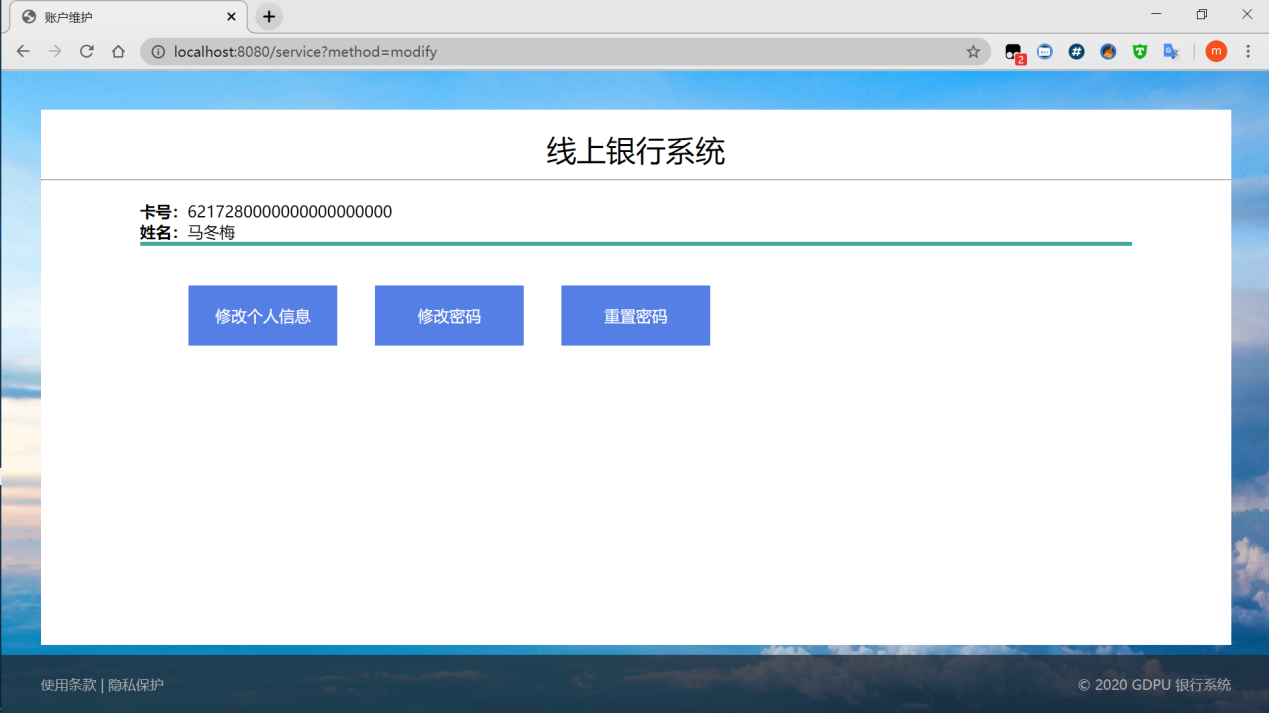 账户维护
localhost:8080/service?method=modify
2
m
线上银行系统
卡号：6217280000000000000000
姓名：马冬梅
修改个人信息 修改密码 重置密码
使用条款 | 隐私保护 © 2020 GDPU 银行系统